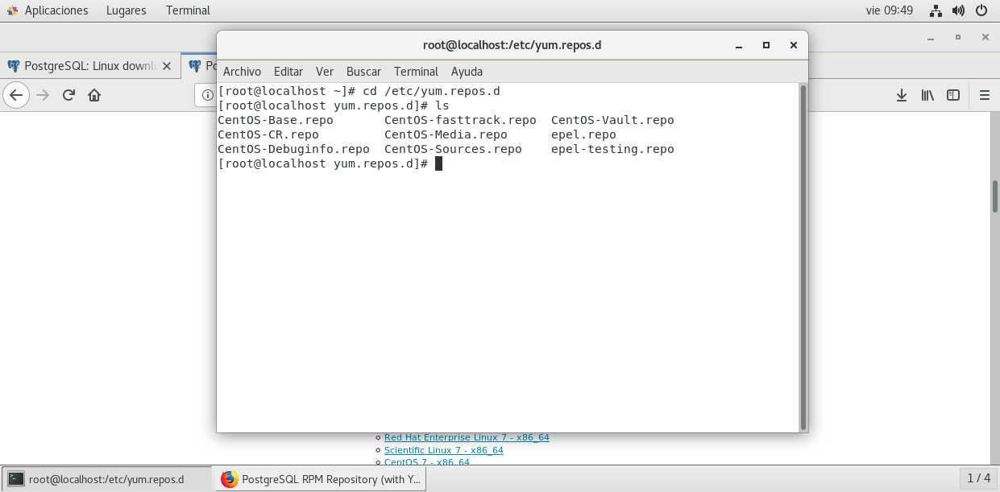 Aplicaciones Lugares Terminal vie 09:49
root@localhost:/etc/yum.repos.d
PostgreSQL: Linux downl
Archivo Editar Ver Buscar Terminal Ayuda
[root@localhost ~]# cd /etc/yum.repos.d
[root@localhost yum.repos.d]# ls
CentOS-Base.repo CentOS-fasttrack.repo CentOS-Vault.repo
CentOS-CR.repo CentOS-Media.repo epel.repo
CentOS-Debuginfo.repo CentOS-Sources.repo epel-testing.repo
[root@localhost yum.repos.d]#
Red Hat Enterprise Linux 7 - x86_64
Scientific Linux 7 - x86_64
CentOS 7 - x86_64
root@localhost:/etc/yum.repos.d PostgreSQL RPM Repository (with Y... 1 / 4